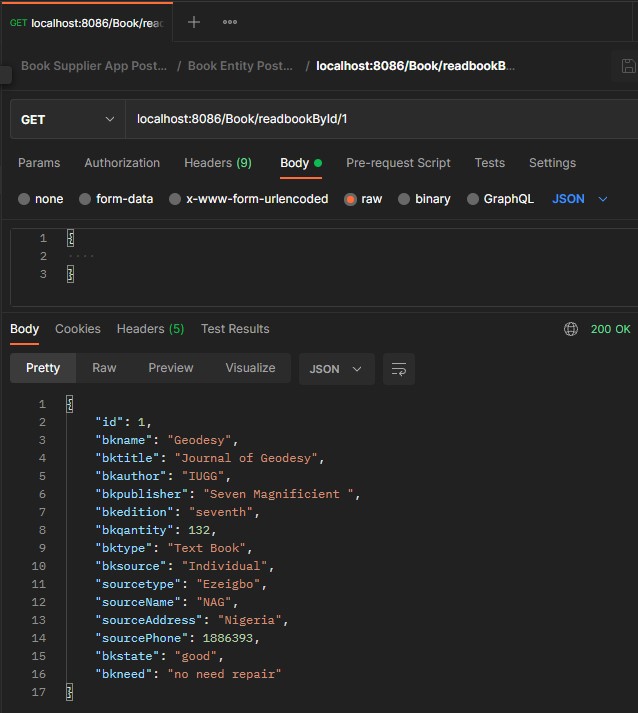 GET localhost:8086/Book/read
Book Supplier App Post... / Book Entity Post... / localhost:8086/Book/readbookB...
GET localhost:8086/Book/readbookById/1
Params Authorization Headers (9) Body Pre-request Script Tests Settings
none form-data x-www-form-urlencoded raw binary GraphQL JSON
1 {
2 ····
3 }
Body Cookies Headers (5) Test Results 200 OK
Pretty Raw Preview Visualize JSON
1 {
2 "id": 1,
3 "bkname": "Geodesy",
4 "bktitle": "Journal of Geodesy",
5 "bkauthor": "IUGG",
6 "bkpublisher": "Seven Magnificient ",
7 "bkedition": "seventh",
8 "bkqantity": 132,
9 "bktype": "Text Book",
10 "bksource": "Individual",
11 "sourcetype": "Ezeigbo",
12 "sourceName": "NAG",
13 "sourceAddress": "Nigeria",
14 "sourcePhone": 1886393,
15 "bkstate": "good",
16 "bkneed": "no need repair"
17 }